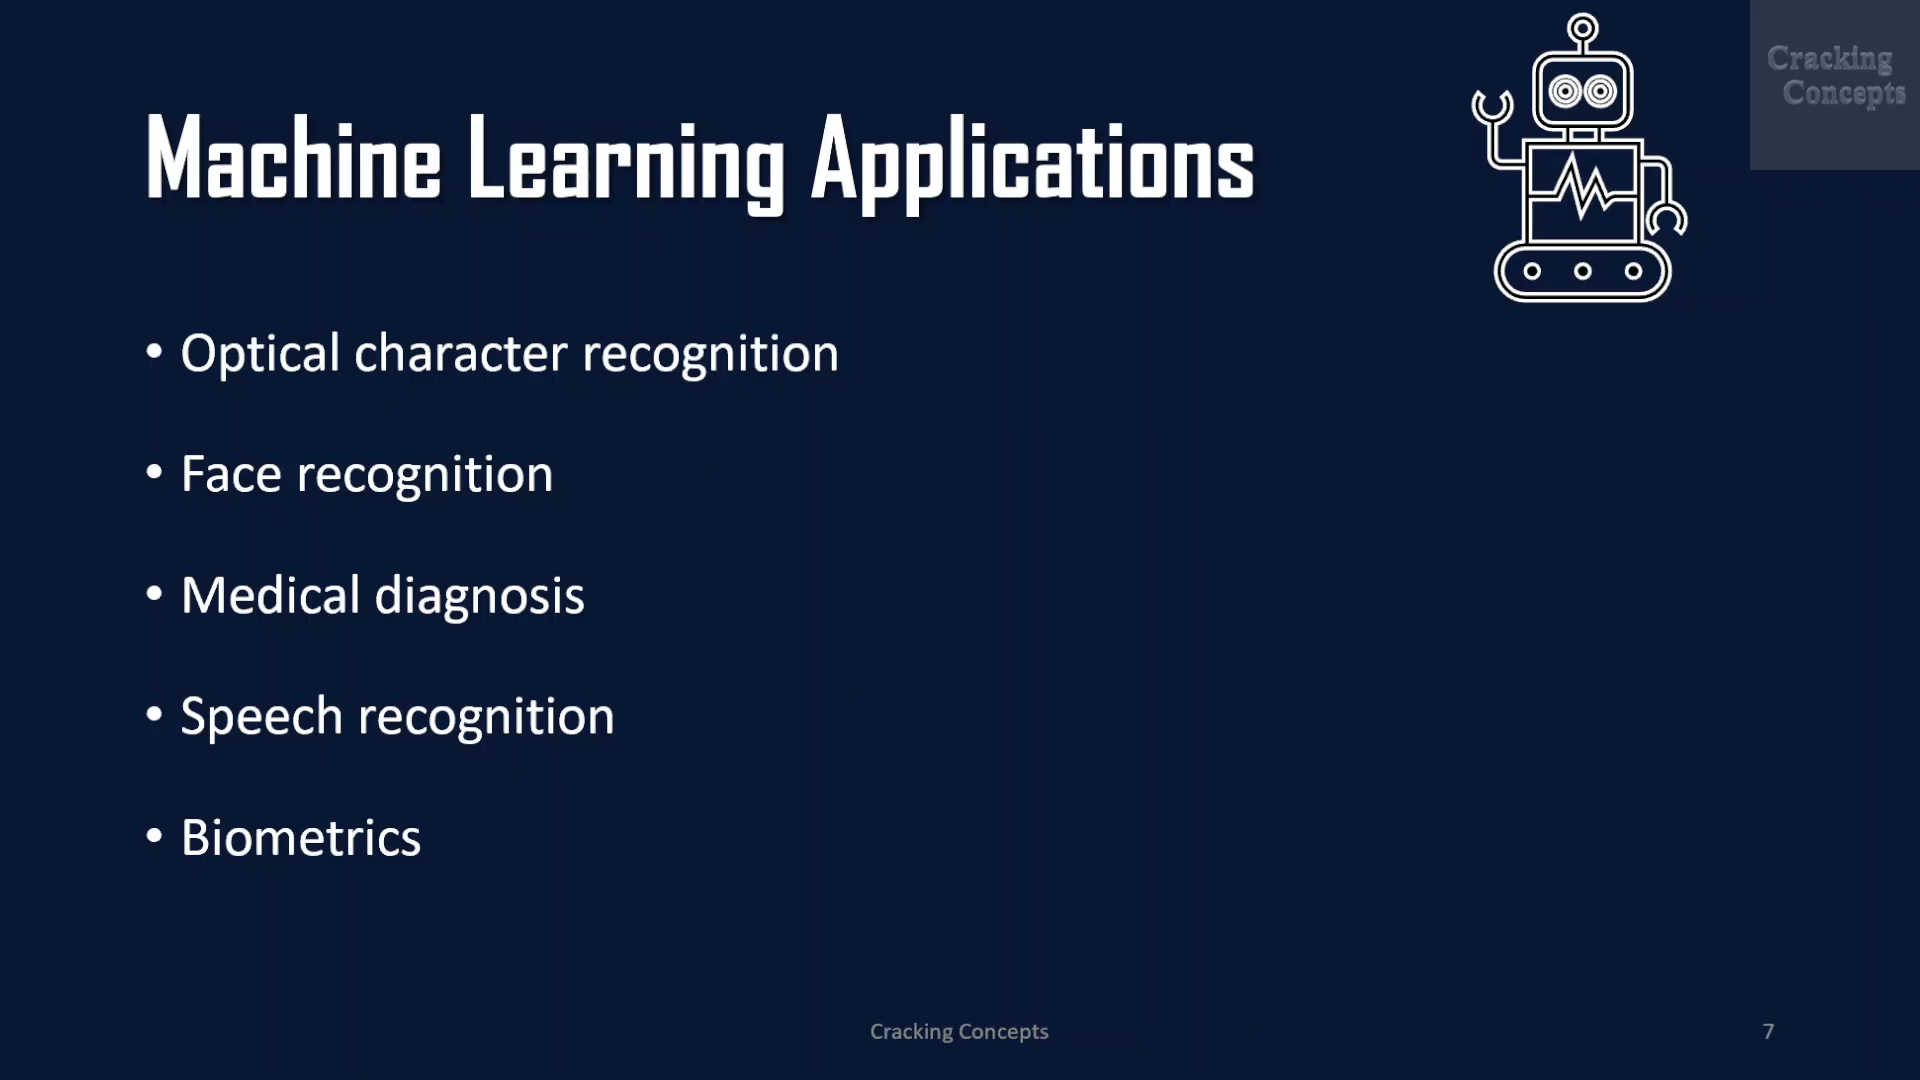 Cracking
Concepts
Machine Learning Applications
• Optical character recognition
• Face recognition
• Medical diagnosis
• Speech recognition
• Biometrics
Cracking Concepts
7